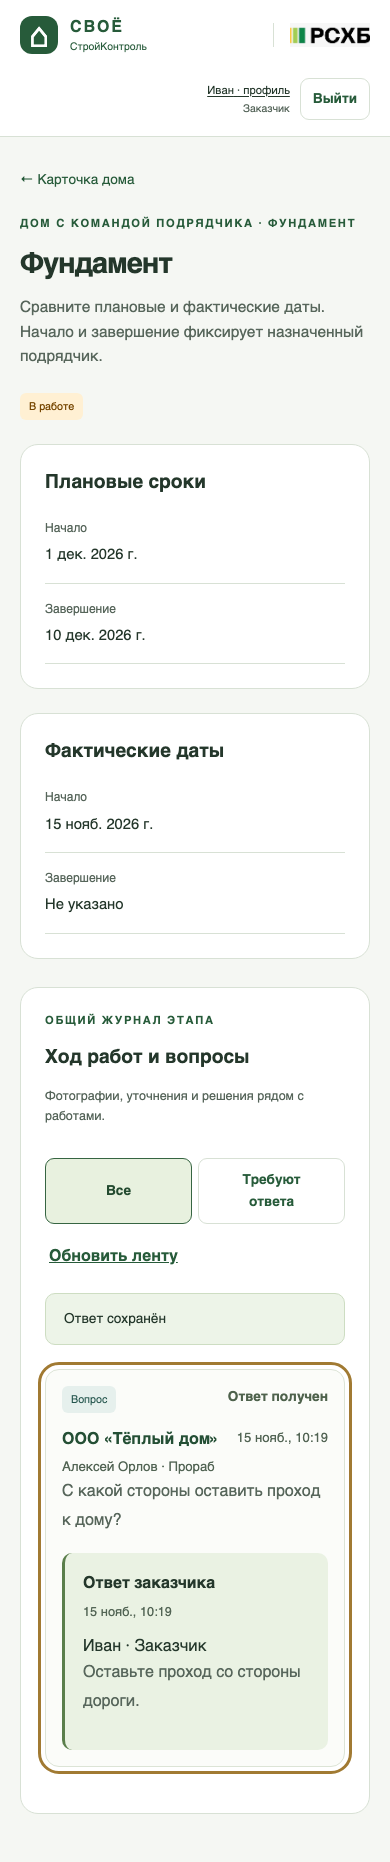 СВОЁ
СтройКонтроль
РСХБ
Иван · профиль
Заказчик
Выйти
← Карточка дома
ДОМ С КОМАНДОЙ ПОДРЯДЧИКА · ФУНДАМЕНТ
Фундамент
Сравните плановые и фактические даты.
Начало и завершение фиксирует назначенный
подрядчик.
В работе
Плановые сроки
Начало
1 дек. 2026 г.
Завершение
10 дек. 2026 г.
Фактические даты
Начало
15 нояб. 2026 г.
Завершение
Не указано
ОБЩИЙ ЖУРНАЛ ЭТАПА
Ход работ и вопросы
Фотографии, уточнения и решения рядом с
работами.
Все
Требуют
ответа
Обновить ленту
Ответ сохранён
Вопрос
Ответ получен
ООО «Тёплый дом»
15 нояб., 10:19
Алексей Орлов · Прораб
С какой стороны оставить проход
к дому?
Ответ заказчика
15 нояб., 10:19
Иван · Заказчик
Оставьте проход со стороны
дороги.